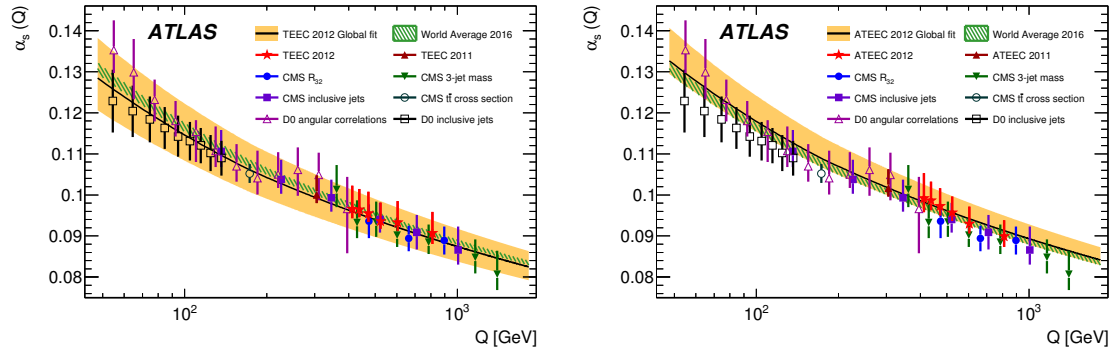 α_s (Q)
ATLAS
TEEC 2012 Global fit
World Average 2016
TEEC 2012
TEEC 2011
CMS R_32
CMS 3-jet mass
CMS inclusive jets
CMS tt̄ cross section
D0 angular correlations
D0 inclusive jets
0.14
0.13
0.12
0.11
0.1
0.09
0.08
10²
10³
Q [GeV]
α_s (Q)
ATLAS
ATEEC 2012 Global fit
World Average 2016
ATEEC 2012
ATEEC 2011
CMS R_32
CMS 3-jet mass
CMS inclusive jets
CMS tt̄ cross section
D0 angular correlations
D0 inclusive jets
0.14
0.13
0.12
0.11
0.1
0.09
0.08
10²
10³
Q [GeV]